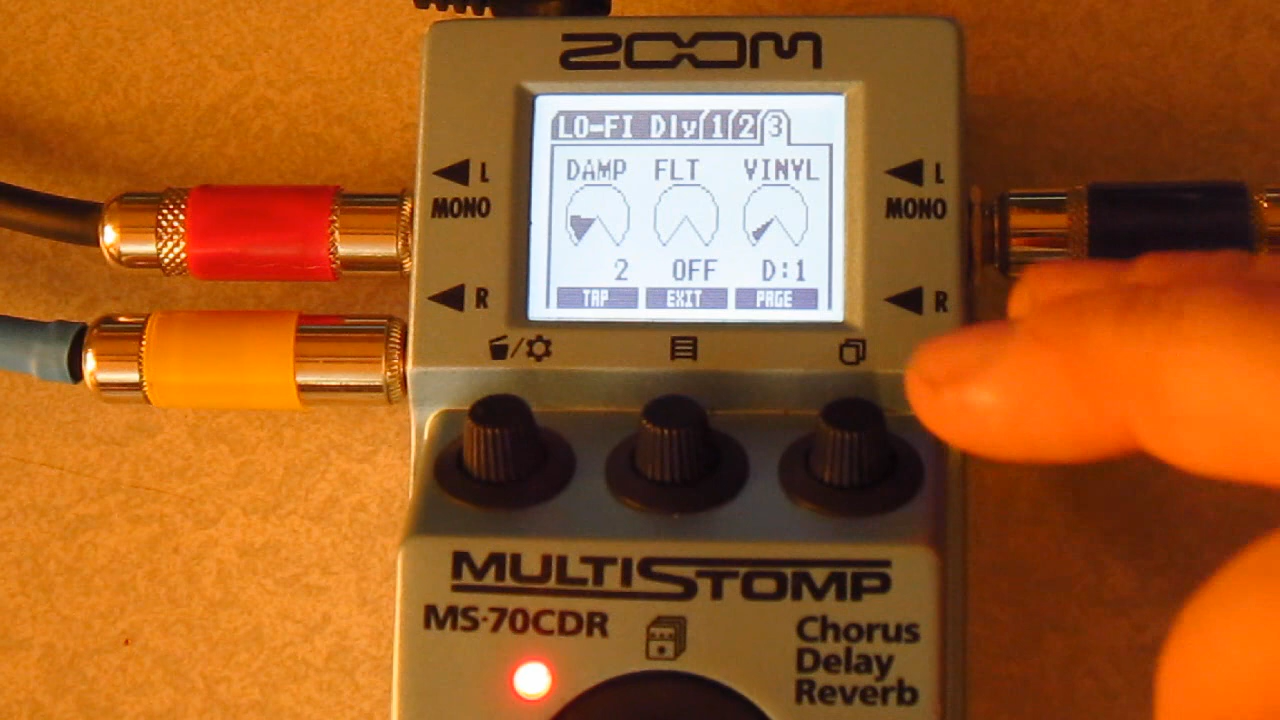 ZOOM
LO-FI Dly 1 2 3
DAMP FLT VINYL
2 OFF D:1
TAP EXIT PAGE
L
MONO
R
L
MONO
R
MULTISTOMP
MS-70CDR
Chorus
Delay
Reverb